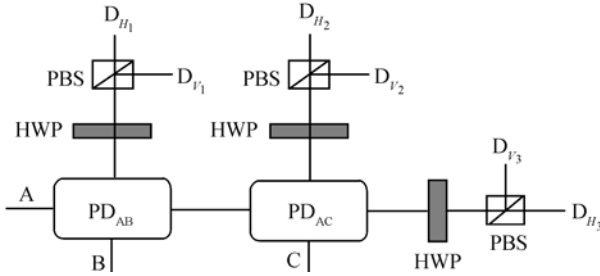 D_{H_1} D_{H_2}
PBS D_{V_1} PBS D_{V_2}
HWP HWP
D_{V_3}
A PD_{AB} PD_{AC} D_{H_3}
PBS
B C HWP